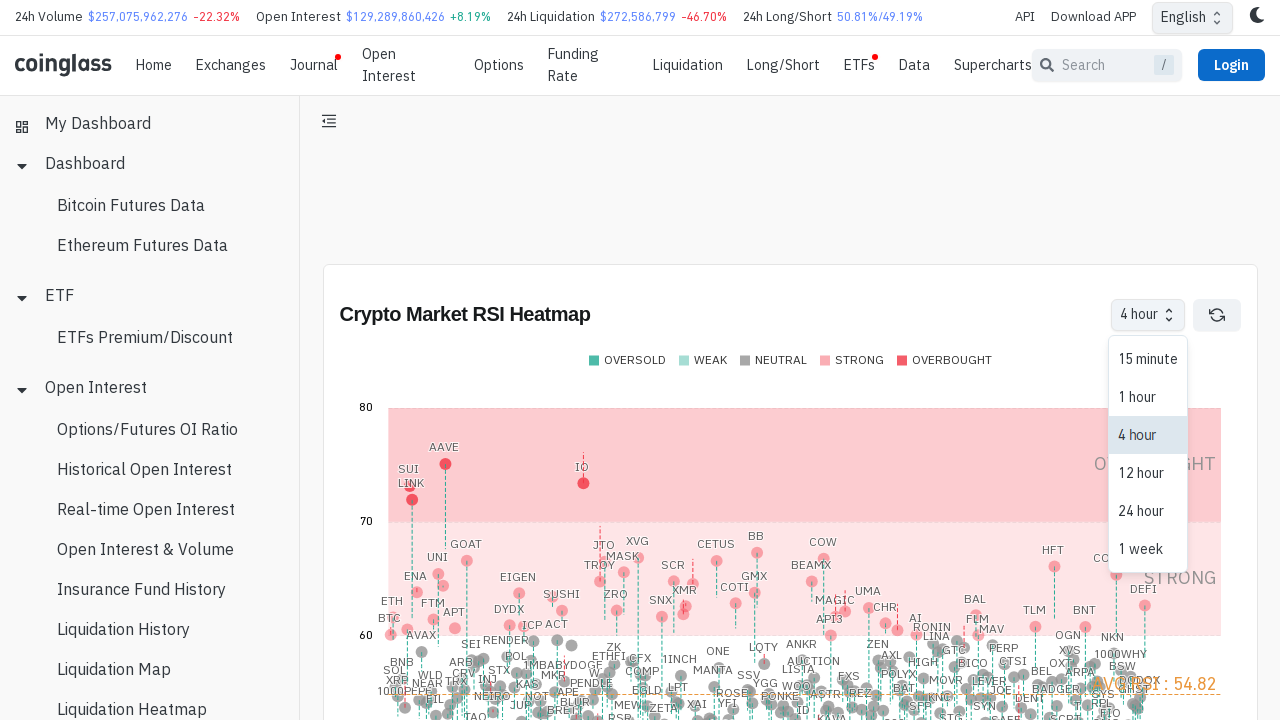 24h Volume $257,075,962,276 -22.32% Open Interest $129,289,860,426 +8.19% 24h Liquidation $272,586,799 -46.70% 24h Long/Short 50.81%/49.19% API Download APP English
coinglass Home Exchanges Journal Open Interest Options Funding Rate Liquidation Long/Short ETFs Data Supercharts Search / Login
My Dashboard
Dashboard
Bitcoin Futures Data
Ethereum Futures Data
ETF
ETFs Premium/Discount
Open Interest
Options/Futures OI Ratio
Historical Open Interest
Real-time Open Interest
Open Interest & Volume
Insurance Fund History
Liquidation History
Liquidation Map
Liquidation Heatmap
Crypto Market RSI Heatmap
4 hour
15 minute
1 hour
4 hour
12 hour
24 hour
1 week
OVERSOLD WEAK NEUTRAL STRONG OVERBOUGHT
80
AAVE
SUI
IO
LINK
70
BB
JTO XVG CETUS COW
GOAT
MASK
HFT
UNI
TROY SCR BEAMX
STRONG
ENA EIGEN XMR GMX
COTI
SUSHI ZRO UMA DEFI
ETH FTM SNX MAGIC BAL
APT DYDX CHR TLM BNT
BTC ICP ACT API3 AI FLM
60
AVAX RONIN MAV
SEI RENDER LINA OGN NKN
ZK LQTY ANKR ZEN GTC PERP XVS
BNB ARB POL ETHFI CFX 1INCH ONE AUCTION AXL HIGH BICO CTSI OXT 1000WHY
SOL STX 1MBABYDOGE COMP MANTA LISTA POLYX BEL ARPA BSW
XRP WLD CRV MKR W SSV FXS MOVR
NEAR TRX INJ KAS PENDLE YGG WOO BAT LEVER
1000PEPE APE EGLD LPT ROSE PONKE ASTR REZ JOE BADGER GHST
AVG RSI : 54.82
FIL NEIRO NOT BLUR MEW XAI YFI SYN DENT SYS
JUP BRETT ZETA ID RPL
TAO RSR KAVA STG